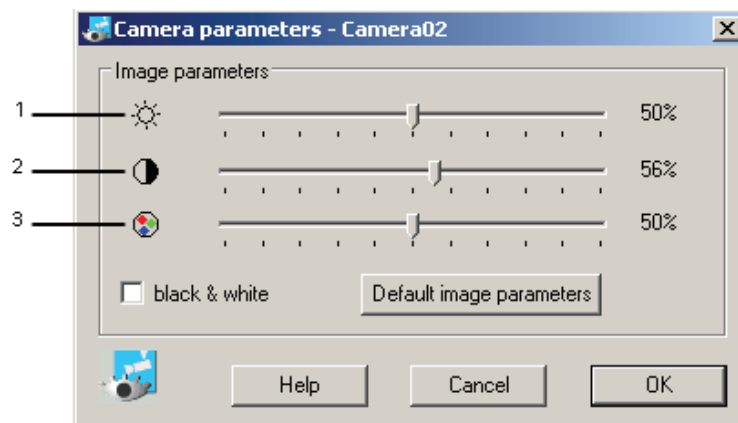 Camera parameters - Camera02
Image parameters
1 50%
2 56%
3 50%
black & white Default image parameters
Help Cancel OK